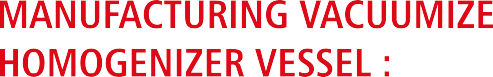 MANUFACTURING VACUUMIZE
HOMOGENIZER VESSEL :